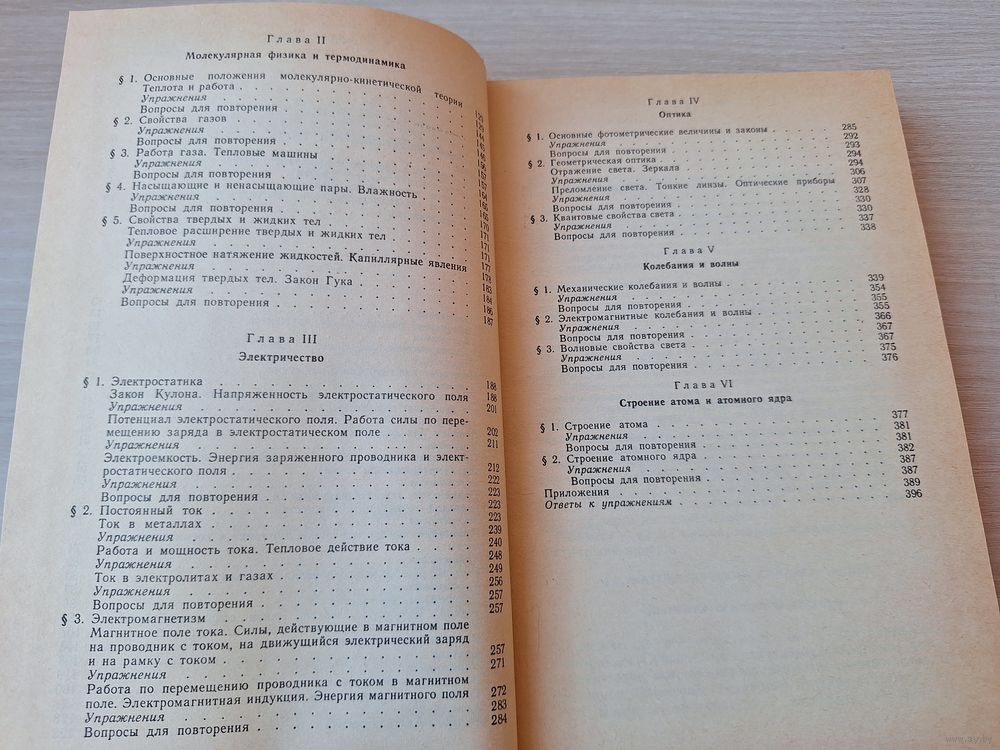 Глава II
Молекулярная физика и термодинамика
§ 1. Основные положения молекулярно-кинетической теории
Теплота и работа
Упражнения
Вопросы для повторения
§ 2. Свойства газов
Упражнения
Вопросы для повторения
§ 3. Работа газа. Тепловые машины
Упражнения
Вопросы для повторения
§ 4. Насыщающие и ненасыщающие пары. Влажность
Упражнения
Вопросы для повторения
§ 5. Свойства твердых и жидких тел
Тепловое расширение твердых и жидких тел
Упражнения
Поверхностное натяжение жидкостей. Капиллярные явления
Упражнения
Деформация твердых тел. Закон Гука
Упражнения
Вопросы для повторения
Глава III
Электричество
§ 1. Электростатика 188
Закон Кулона. Напряженность электростатического поля 188
Упражнения 201
Потенциал электростатического поля. Работа силы по пере-
мещению заряда в электростатическом поле 202
Упражнения 211
Электроемкость. Энергия заряженного проводника и элект-
ростатического поля 212
Упражнения 222
Вопросы для повторения 223
§ 2. Постоянный ток 223
Ток в металлах 223
Упражнения 239
Работа и мощность тока. Тепловое действие тока 240
Упражнения 248
Ток в электролитах и газах 249
Упражнения 256
Вопросы для повторения 257
§ 3. Электромагнетизм 257
Магнитное поле тока. Силы, действующие в магнитном поле
на проводник с током, на движущийся электрический заряд
и на рамку с током 257
Упражнения 271
Работа по перемещению проводника с током в магнитном
поле. Электромагнитная индукция. Энергия магнитного поля 272
Упражнения 283
Вопросы для повторения 284
Глава IV
Оптика
§ 1. Основные фотометрические величины и законы 285
Упражнения 292
Вопросы для повторения 293
§ 2. Геометрическая оптика 294
Отражение света. Зеркала 294
Упражнения 306
Преломление света. Тонкие линзы. Оптические приборы 307
Упражнения 328
Вопросы для повторения 330
§ 3. Квантовые свойства света 330
Упражнения 337
Вопросы для повторения 338
Глава V
Колебания и волны
§ 1. Механические колебания и волны 339
Упражнения 354
Вопросы для повторения 355
§ 2. Электромагнитные колебания и волны 355
Упражнения 366
Вопросы для повторения 367
§ 3. Волновые свойства света 367
Упражнения 375
Вопросы для повторения 376
Глава VI
Строение атома и атомного ядра
§ 1. Строение атома 377
Упражнения 381
Вопросы для повторения 381
§ 2. Строение атомного ядра 382
Упражнения 387
Вопросы для повторения 387
Приложения 389
Ответы к упражнениям 396